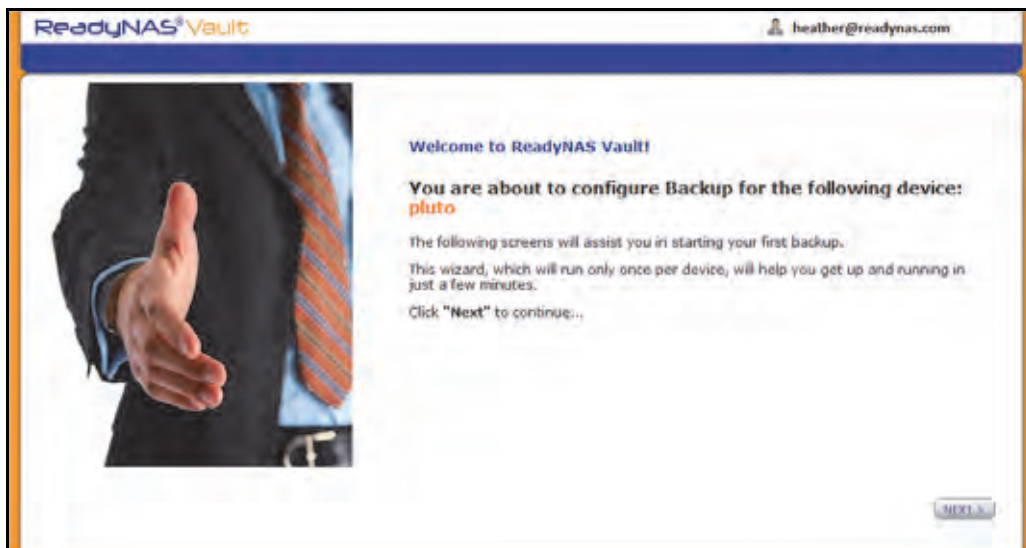 ReadyNAS® Vault
heather@readynas.com
Welcome to ReadyNAS Vault!
You are about to configure Backup for the following device:
pluto
The following screens will assist you in starting your first backup.
This wizard, which will run only once per device, will help you get up and running in
just a few minutes.
Click "Next" to continue...
NEXT >